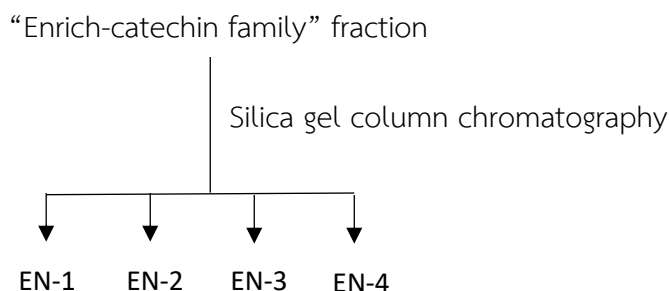 “Enrich-catechin family” fraction
Silica gel column chromatography
EN-1 EN-2 EN-3 EN-4